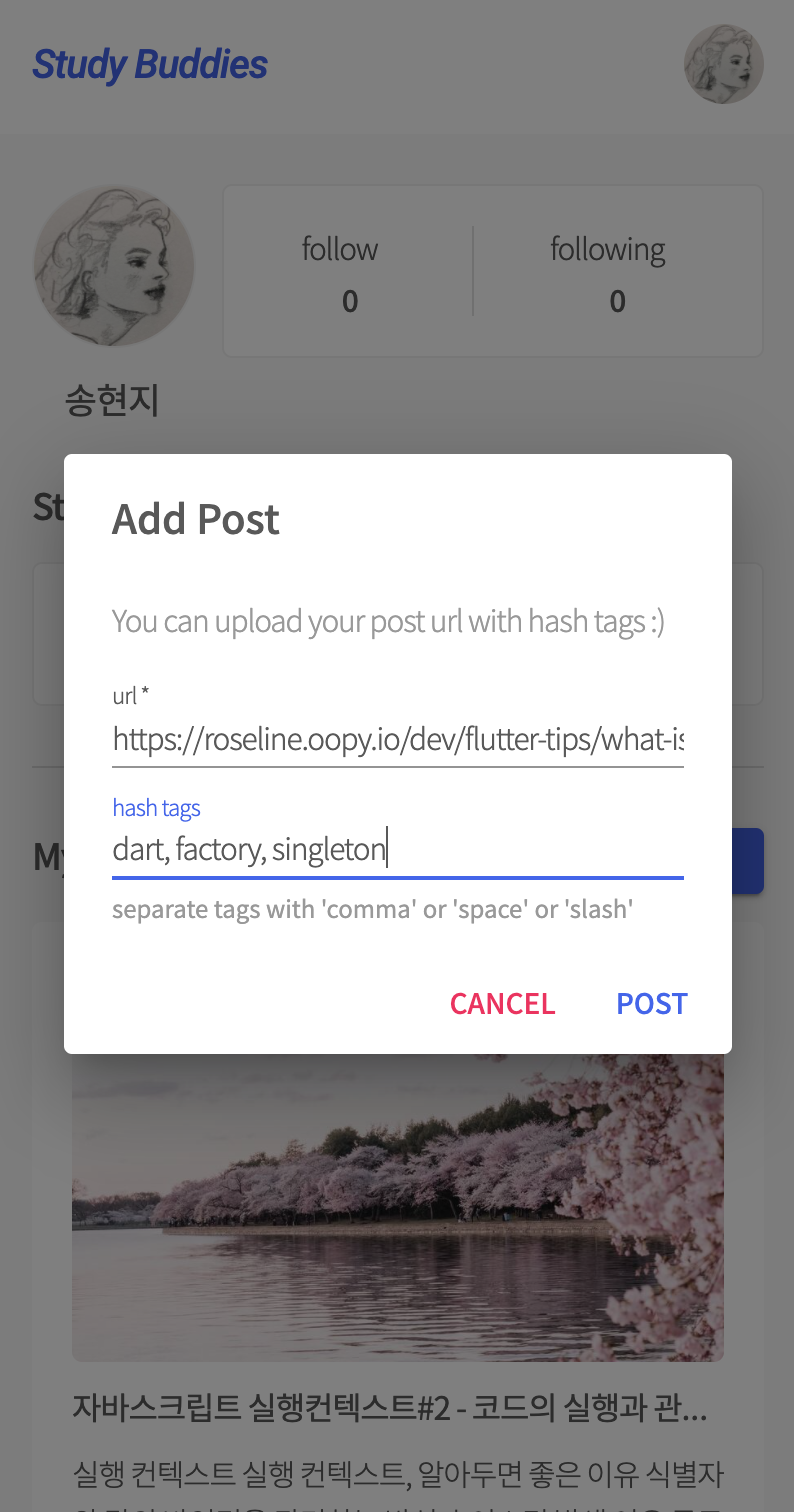 Study Buddies
follow
following
0
0
송현지
St
Add Post
You can upload your post url with hash tags :)
url *
https://roseline.oopy.io/dev/flutter-tips/what-is
hash tags
dart, factory, singleton
My
separate tags with 'comma' or 'space' or 'slash'
CANCEL
POST
자바스크립트 실행컨텍스트#2 - 코드의 실행과 관...
실행 컨텍스트 실행 컨텍스트, 알아두면 좋은 이유 식별자